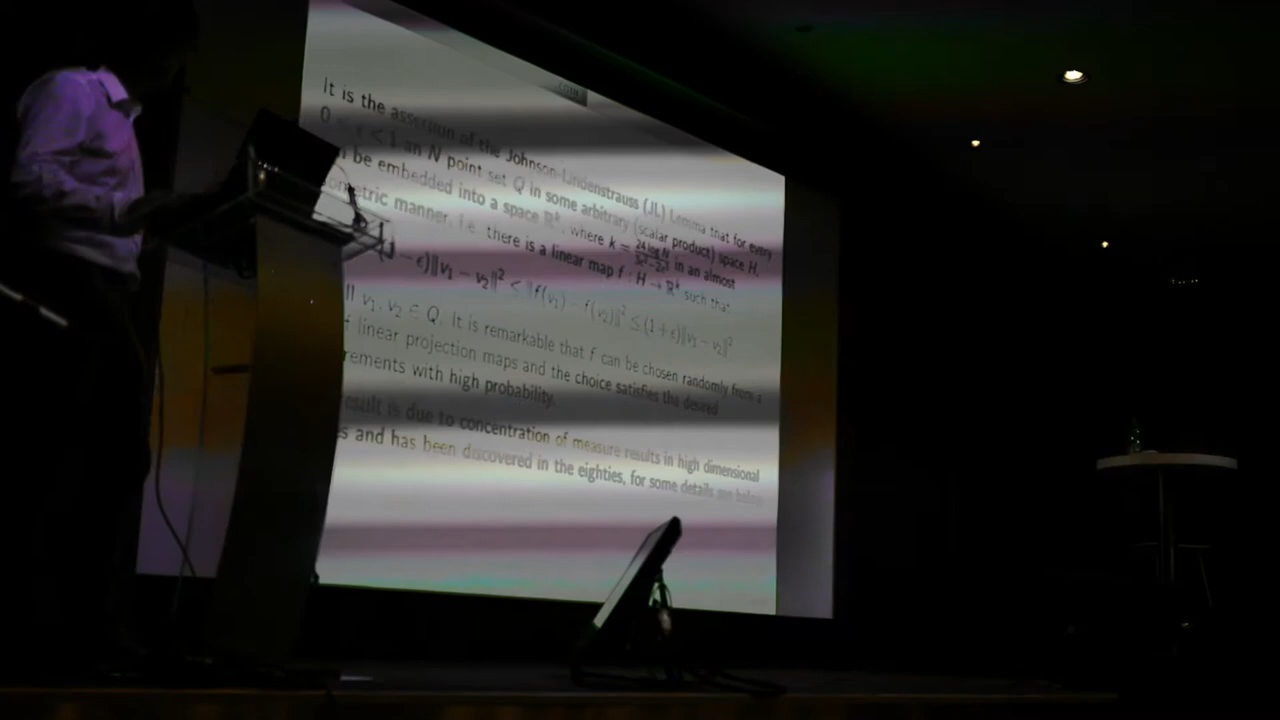 It is the assertion of the Johnson-Lindenstrauss (JL) Lemma that for every
0 < ϵ < 1 an N point set Q in some arbitrary (scalar product) space H,
be embedded into a space ℝ^k, where k = 24 log N / 3ϵ² − 2ϵ³ in an almost
ometric manner, i.e. there is a linear map f : H → ℝ^k such that
(1 − ϵ)‖v₁ − v₂‖² ≤ ‖f(v₁) − f(v₂)‖² ≤ (1 + ϵ)‖v₁ − v₂‖²
ll v₁, v₂ ∈ Q. It is remarkable that f can be chosen randomly from a
f linear projection maps and the choice satisfies the desired
rements with high probability.
result is due to concentration of measure results in high dimensional
s and has been discovered in the eighties, for some details see below